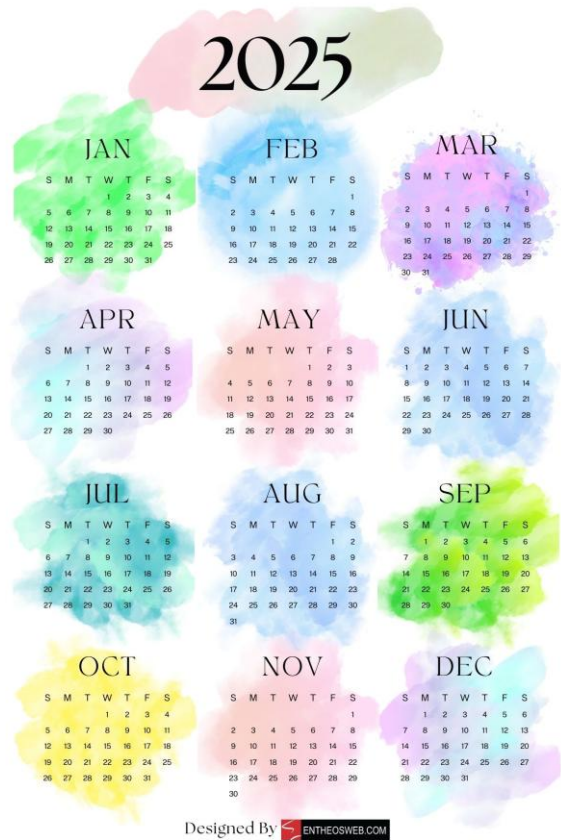 2025
JAN
S M T W T F S
1 2 3 4
5 6 7 8 9 10 11
12 13 14 15 16 17 18
19 20 21 22 23 24 25
26 27 28 29 30 31
FEB
S M T W T F S
1
2 3 4 5 6 7 8
9 10 11 12 13 14 15
16 17 18 19 20 21 22
23 24 25 26 27 28
MAR
S M T W T F S
1
2 3 4 5 6 7 8
9 10 11 12 13 14 15
16 17 18 19 20 21 22
23 24 25 26 27 28 29
30 31
APR
S M T W T F S
1 2 3 4 5
6 7 8 9 10 11 12
13 14 15 16 17 18 19
20 21 22 23 24 25 26
27 28 29 30
MAY
S M T W T F S
1 2 3
4 5 6 7 8 9 10
11 12 13 14 15 16 17
18 19 20 21 22 23 24
25 26 27 28 29 30 31
JUN
S M T W T F S
1 2 3 4 5 6 7
8 9 10 11 12 13 14
15 16 17 18 19 20 21
22 23 24 25 26 27 28
29 30
JUL
S M T W T F S
1 2 3 4 5
6 7 8 9 10 11 12
13 14 15 16 17 18 19
20 21 22 23 24 25 26
27 28 29 30 31
AUG
S M T W T F S
1 2
3 4 5 6 7 8 9
10 11 12 13 14 15 16
17 18 19 20 21 22 23
24 25 26 27 28 29 30
31
SEP
S M T W T F S
1 2 3 4 5 6
7 8 9 10 11 12 13
14 15 16 17 18 19 20
21 22 23 24 25 26 27
28 29 30
OCT
S M T W T F S
1 2 3 4
5 6 7 8 9 10 11
12 13 14 15 16 17 18
19 20 21 22 23 24 25
26 27 28 29 30 31
NOV
S M T W T F S
1
2 3 4 5 6 7 8
9 10 11 12 13 14 15
16 17 18 19 20 21 22
23 24 25 26 27 28 29
30
DEC
S M T W T F S
1 2 3 4 5 6
7 8 9 10 11 12 13
14 15 16 17 18 19 20
21 22 23 24 25 26 27
28 29 30 31
Designed By ENTHEOSWEB.COM